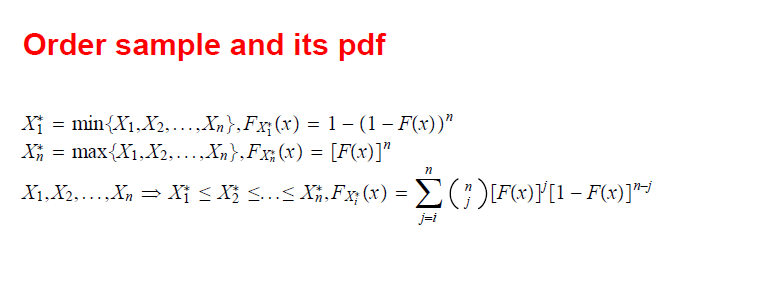 Order sample and its pdf
X₁* = min{X₁,X₂,…,Xₙ},F_{X₁*}(x) = 1 − (1 − F(x))ⁿ
Xₙ* = max{X₁,X₂,…,Xₙ},F_{Xₙ*}(x) = [F(x)]ⁿ
X₁,X₂,…,Xₙ ⇒ X₁* ≤ X₂* ≤…≤ Xₙ*,F_{Xᵢ*}(x) = ∑_{j=i}^{n} (n j)[F(x)]ʲ[1 − F(x)]ⁿ⁻ʲ